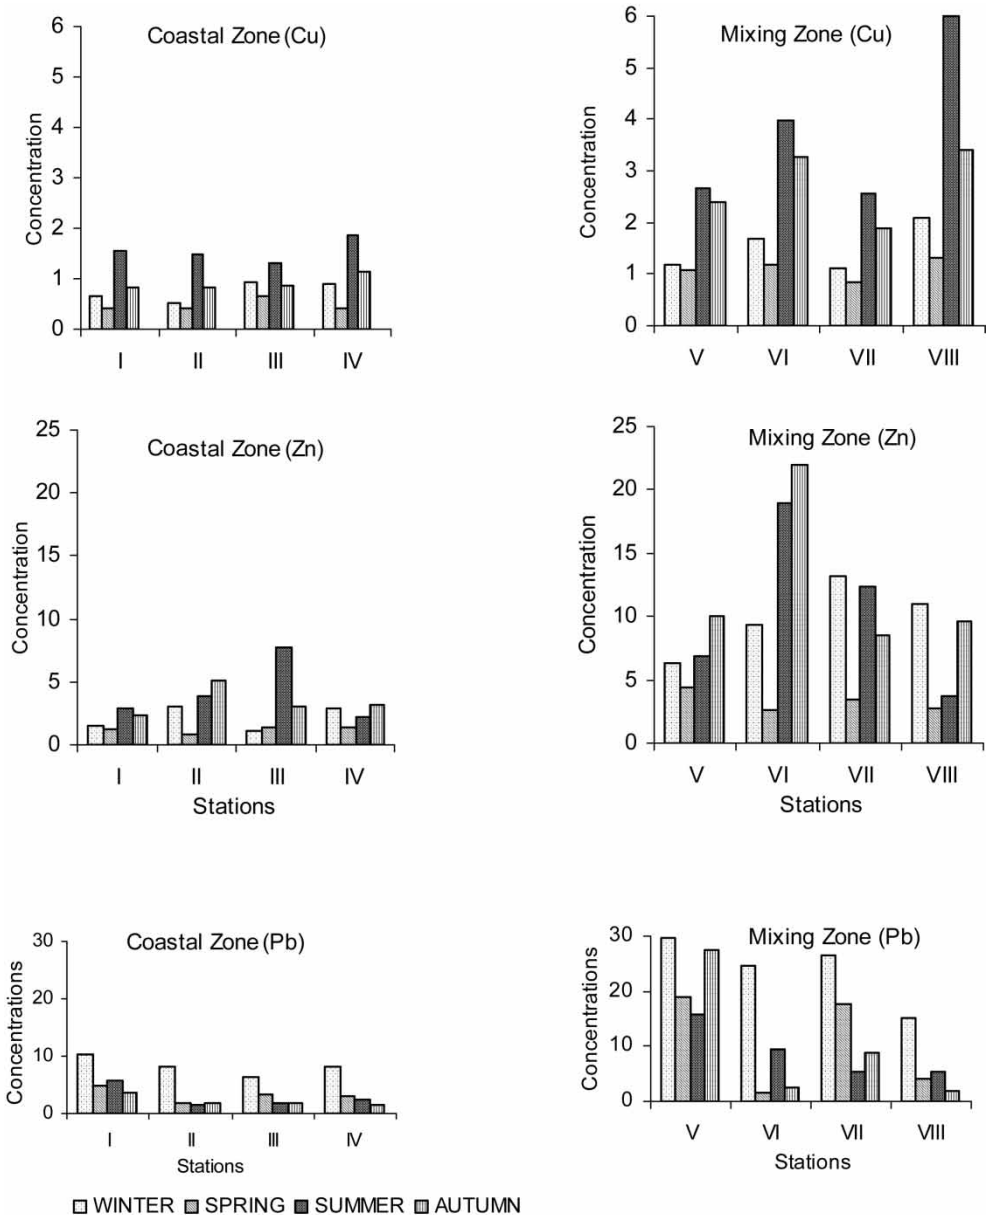 Coastal Zone (Cu)
6
5
4
3
2
1
0
Concentration
I II III IV
Mixing Zone (Cu)
6
5
4
3
2
1
0
Concentration
V VI VII VIII
Coastal Zone (Zn)
25
20
15
10
5
0
Concentration
I II III IV
Stations
Mixing Zone (Zn)
25
20
15
10
5
0
Concentration
V VI VII VIII
Stations
Coastal Zone (Pb)
30
20
10
0
Concentrations
I II III IV
Stations
Mixing Zone (Pb)
30
20
10
0
Concentrations
V VI VII VIII
Stations
WINTER SPRING SUMMER AUTUMN